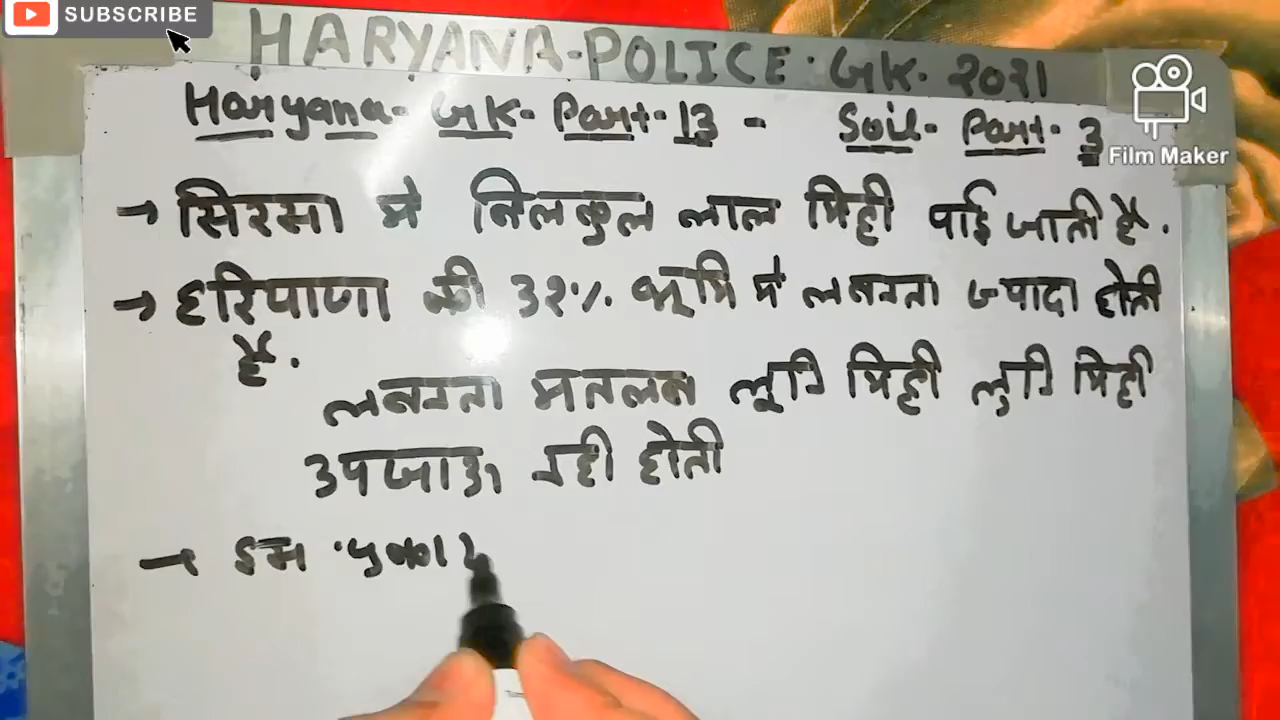 SUBSCRIBE
HARYANA-POLICE. GK. 2021
Haryana- GK- Part-13 - Soil- Part- 3
Film Maker
→ सिरसा मे बिलकुल लाल मिट्टी पाई जाती है.
→ हरियाणा की 32% भूमि मे लवणता ज्यादा होती
है.
लवणता मतलब लूणी मिट्टी लुणी मिट्टी
उपजाऊ नही होती
→ इस प्रकार